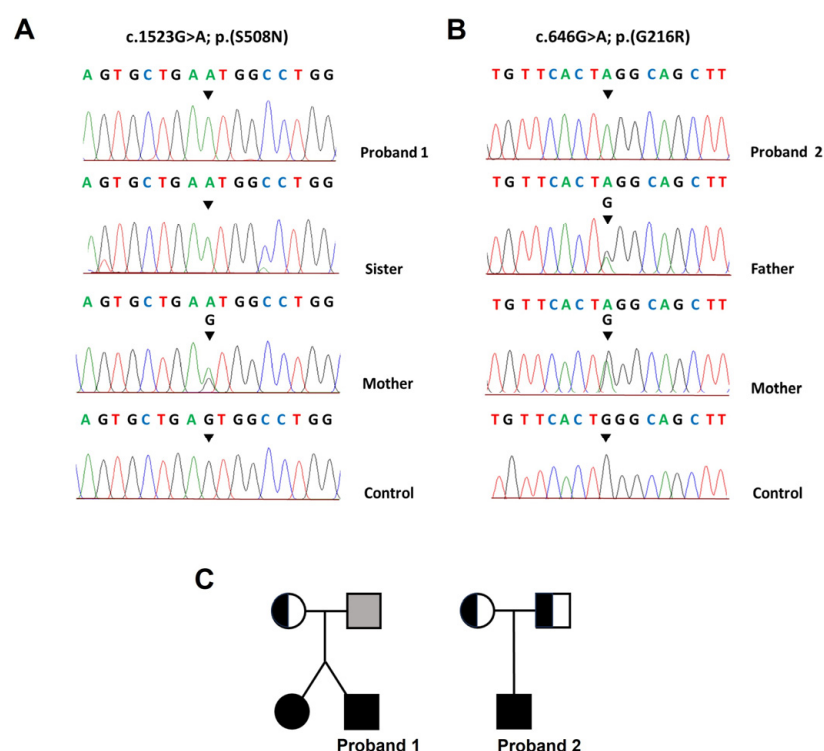 A
c.1523G>A; p.(S508N)
A G T G C T G A A T G G C C T G G
Proband 1
A G T G C T G A A T G G C C T G G
Sister
A G T G C T G A A T G G C C T G G
G
Mother
A G T G C T G A G T G G C C T G G
Control
B
c.646G>A; p.(G216R)
T G T T C A C T A G G C A G C T T
Proband 2
T G T T C A C T A G G C A G C T T
G
Father
T G T T C A C T A G G C A G C T T
G
Mother
T G T T C A C T G G G C A G C T T
Control
C
Proband 1
Proband 2